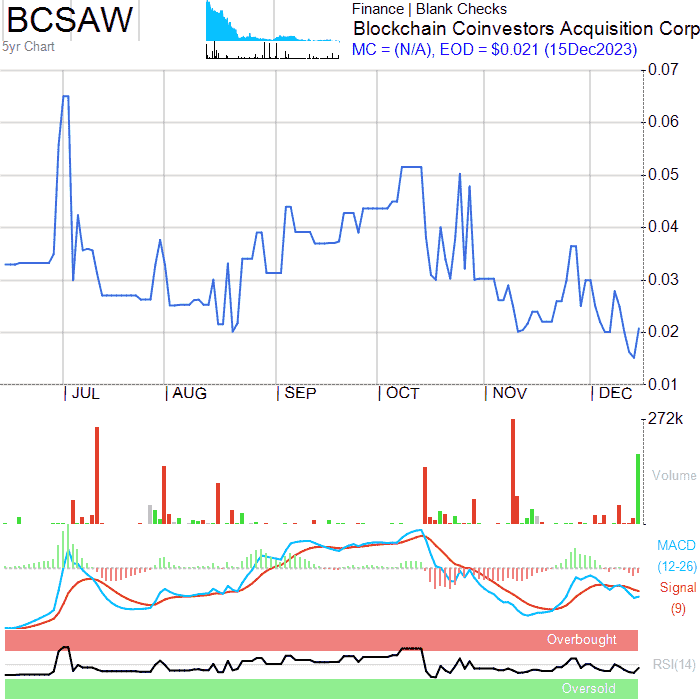 BCSAW
5yr Chart
Finance | Blank Checks
Blockchain Coinvestors Acquisition Corp
MC = (N/A), EOD = $0.021 (15Dec2023)
0.07
0.06
0.05
0.04
0.03
0.02
0.01
JUL AUG SEP OCT NOV DEC
272k
Volume
MACD
(12-26)
Signal
(9)
Overbought
RSI(14)
Oversold